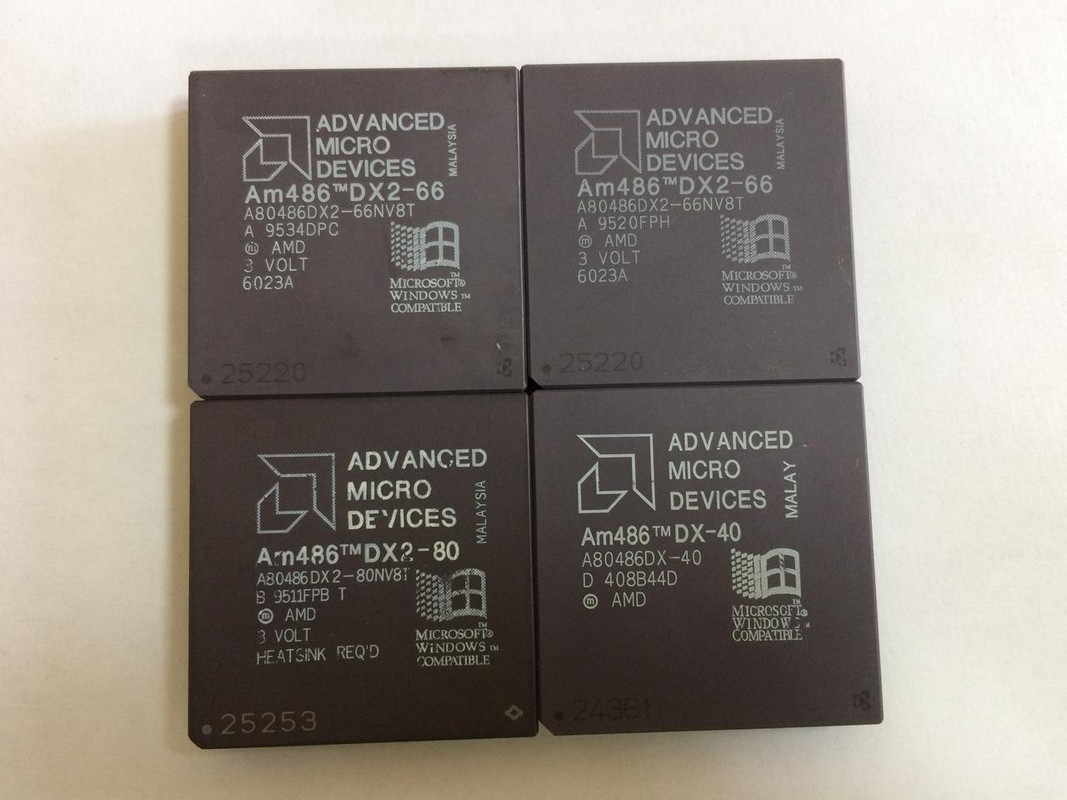 ADVANCED
MICRO
DEVICES
MALAYSIA
Am486™DX2-66
A80486DX2-66NV8T
A 9534DPC
Ⓜ AMD
3 VOLT
6023A
MICROSOFT®
WINDOWS™
COMPATIBLE
25220
ADVANCED
MICRO
DEVICES
MALAYSIA
Am486™DX2-66
A80486DX2-66NV8T
A 9520FPH
Ⓜ AMD
3 VOLT
6023A
MICROSOFT®
WINDOWS™
COMPATIBLE
25220
ADVANCED
MICRO
DEVICES
MALAYSIA
Am486™DX2-80
A80486DX2-80NV8T
B 9511FPB T
Ⓜ AMD
3 VOLT
HEATSINK REQ'D
MICROSOFT®
WINDOWS™
COMPATIBLE
25253
ADVANCED
MICRO
DEVICES
MALAY
Am486™DX-40
A80486DX-40
D 408B44D
Ⓜ AMD
MICROSOFT®
WINDOWS
COMPATIBLE
24361